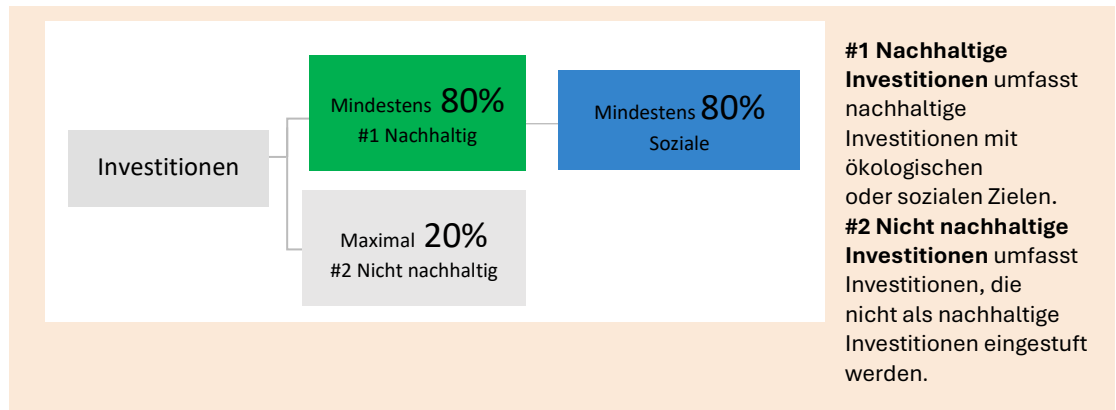 Investitionen
Mindestens 80%
#1 Nachhaltig
Mindestens 80%
Soziale
Maximal 20%
#2 Nicht nachhaltig
#1 Nachhaltige
Investitionen umfasst
nachhaltige
Investitionen mit
ökologischen
oder sozialen Zielen.
#2 Nicht nachhaltige
Investitionen umfasst
Investitionen, die
nicht als nachhaltige
Investitionen eingestuft
werden.